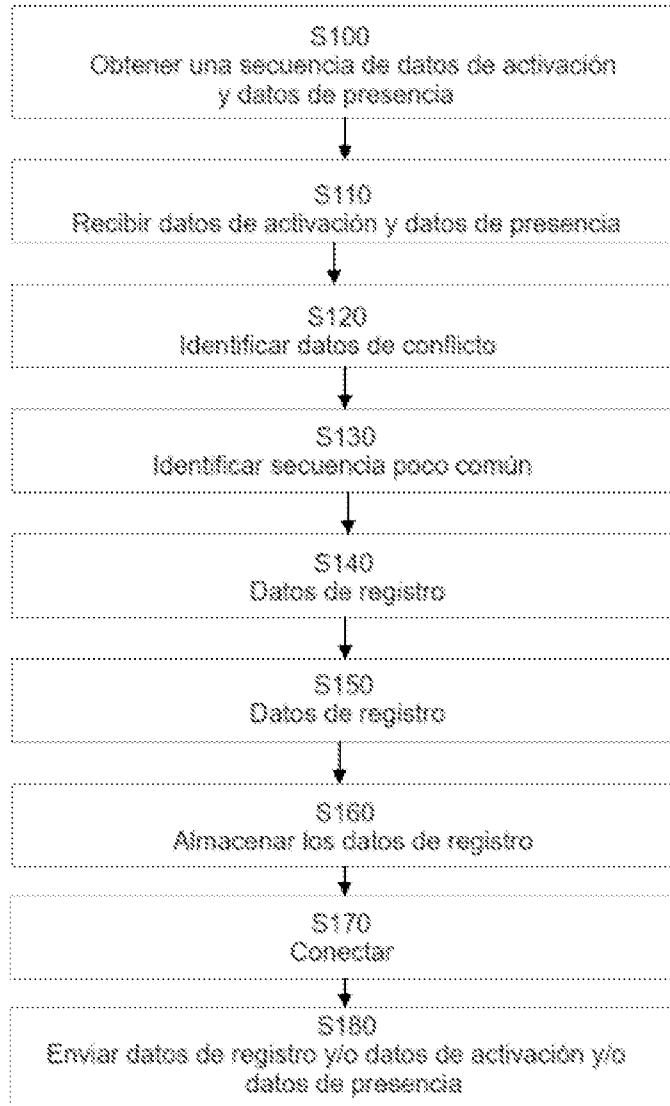 S100
Obtener una secuencia de datos de activación
y datos de presencia
S110
Recibir datos de activación y datos de presencia
S120
Identificar datos de conflicto
S130
Identificar secuencia poco común
S140
Datos de registro
S150
Datos de registro
S160
Almacenar los datos de registro
S170
Conectar
S180
Enviar datos de registro y/o datos de activación y/o
datos de presencia